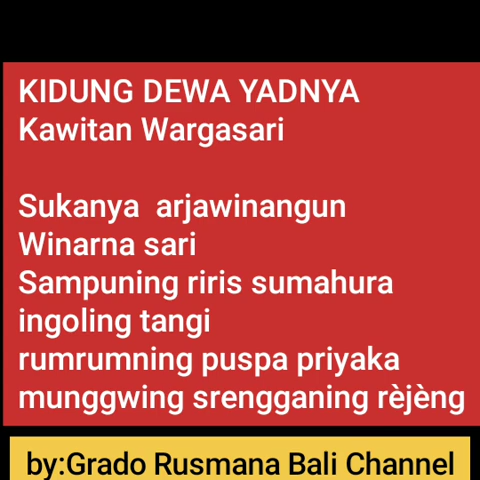 KIDUNG DEWA YADNYA
Kawitan Wargasari
Sukanya arjawinangun
Winarna sari
Sampuning riris sumahura
ingoling tangi
rumrumning puspa priyaka
munggwing srengganing rèjèng
by:Grado Rusmana Bali Channel